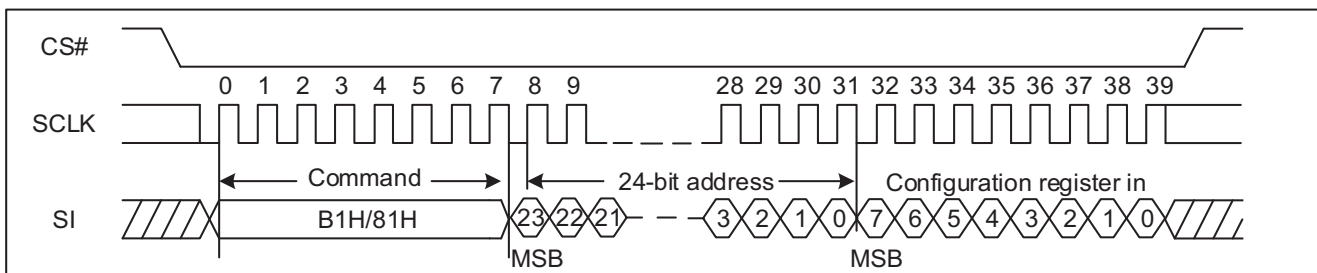 CS#
0 1 2 3 4 5 6 7 8 9 28 29 30 31 32 33 34 35 36 37 38 39
SCLK
Command 24-bit address Configuration register in
SI B1H/81H 23 22 21 3 2 1 0 7 6 5 4 3 2 1 0
MSB MSB